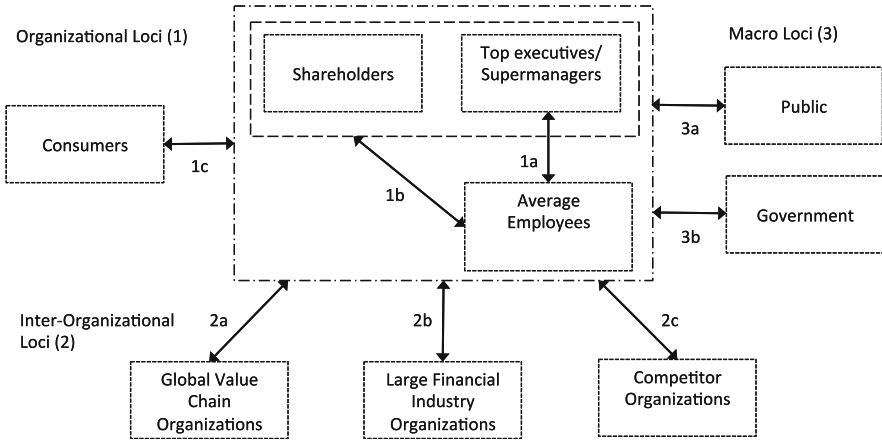 Organizational Loci (1)
Shareholders
Top executives/
Supermanagers
Macro Loci (3)
Public
3a
Consumers
1c
1a
1b
Average
Employees
Government
3b
Inter-Organizational
Loci (2)
2a
2b
2c
Global Value
Chain
Organizations
Large Financial
Industry
Organizations
Competitor
Organizations